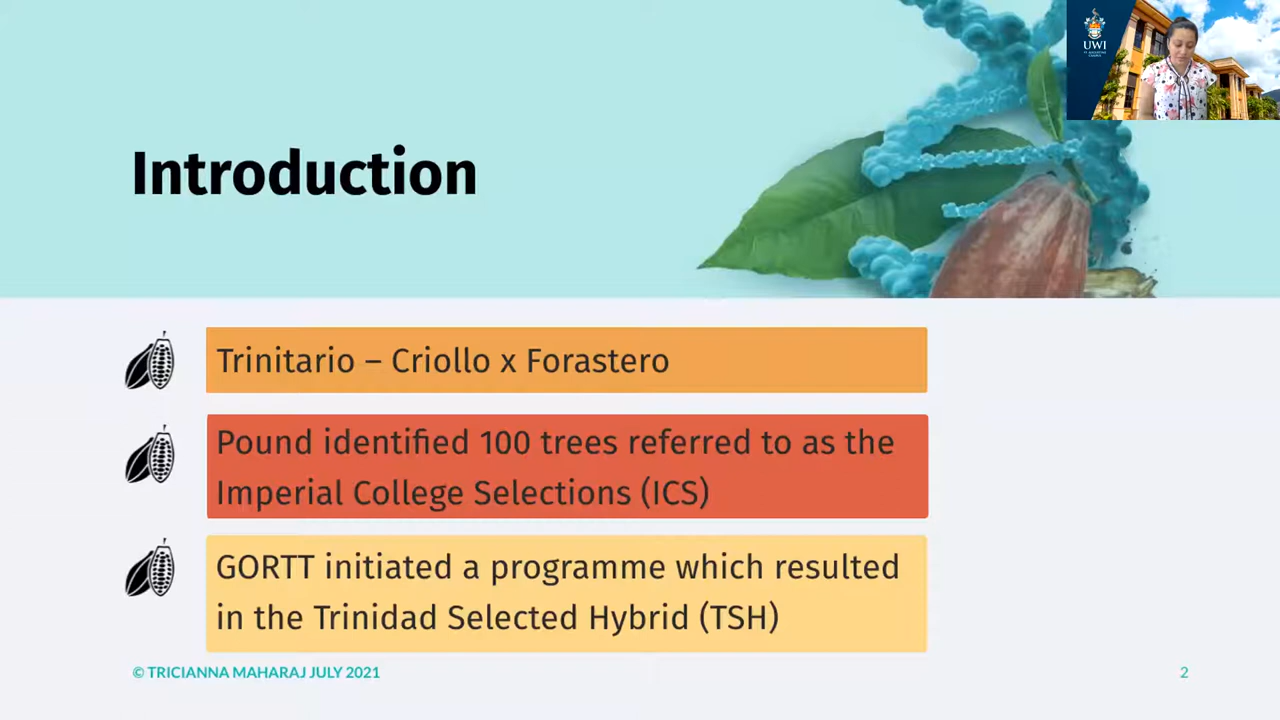 UWI
Introduction
Trinitario – Criollo x Forastero
Pound identified 100 trees referred to as the
Imperial College Selections (ICS)
GORTT initiated a programme which resulted
in the Trinidad Selected Hybrid (TSH)
© TRICIANNA MAHARAJ JULY 2021
2